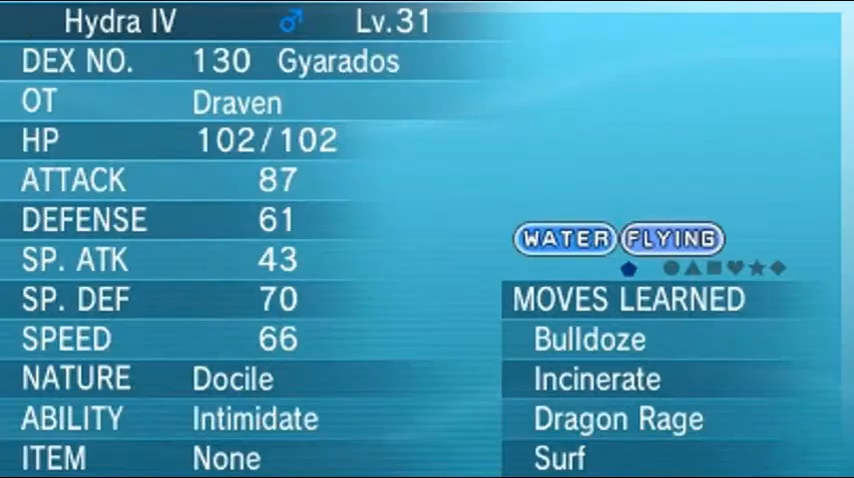 Hydra IV ♂ Lv.31
DEX NO. 130 Gyarados
OT Draven
HP 102/102
ATTACK 87
DEFENSE 61
SP. ATK 43
SP. DEF 70
SPEED 66
NATURE Docile
ABILITY Intimidate
ITEM None
WATER FLYING
MOVES LEARNED
Bulldoze
Incinerate
Dragon Rage
Surf